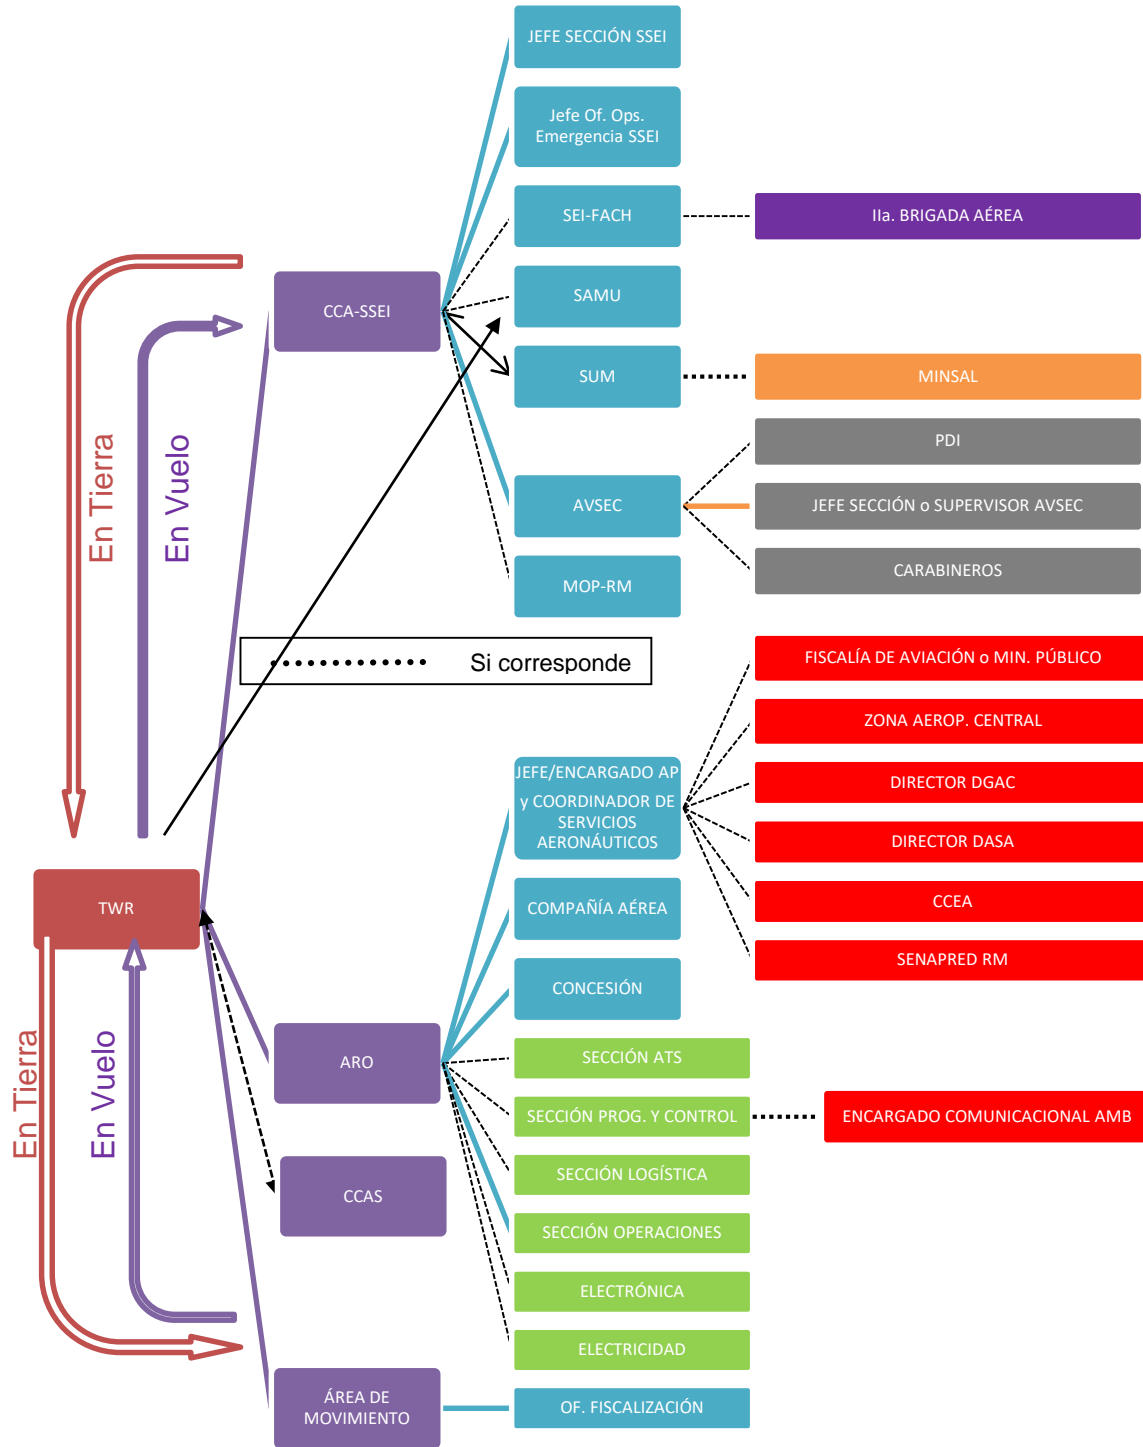 JEFE SECCIÓN SSEI
Jefe Of. Ops.
Emergencia SSEI
SEI-FACH
IIa. BRIGADA AÉREA
CCA-SSEI
SAMU
SUM
MINSAL
PDI
En Tierra
En Vuelo
AVSEC
JEFE SECCIÓN o SUPERVISOR AVSEC
CARABINEROS
MOP-RM
Si corresponde
FISCALÍA DE AVIACIÓN o MIN. PÚBLICO
ZONA AEROP. CENTRAL
JEFE/ENCARGADO AP
y COORDINADOR DE
SERVICIOS
AERONÁUTICOS
DIRECTOR DGAC
DIRECTOR DASA
TWR
COMPAÑÍA AÉREA
CCEA
SENAPRED RM
CONCESIÓN
En Tierra
En Vuelo
ARO
SECCIÓN ATS
SECCIÓN PROG. Y CONTROL
ENCARGADO COMUNICACIONAL AMB
SECCIÓN LOGÍSTICA
CCAS
SECCIÓN OPERACIONES
ELECTRÓNICA
ELECTRICIDAD
ÁREA DE
MOVIMIENTO
OF. FISCALIZACIÓN